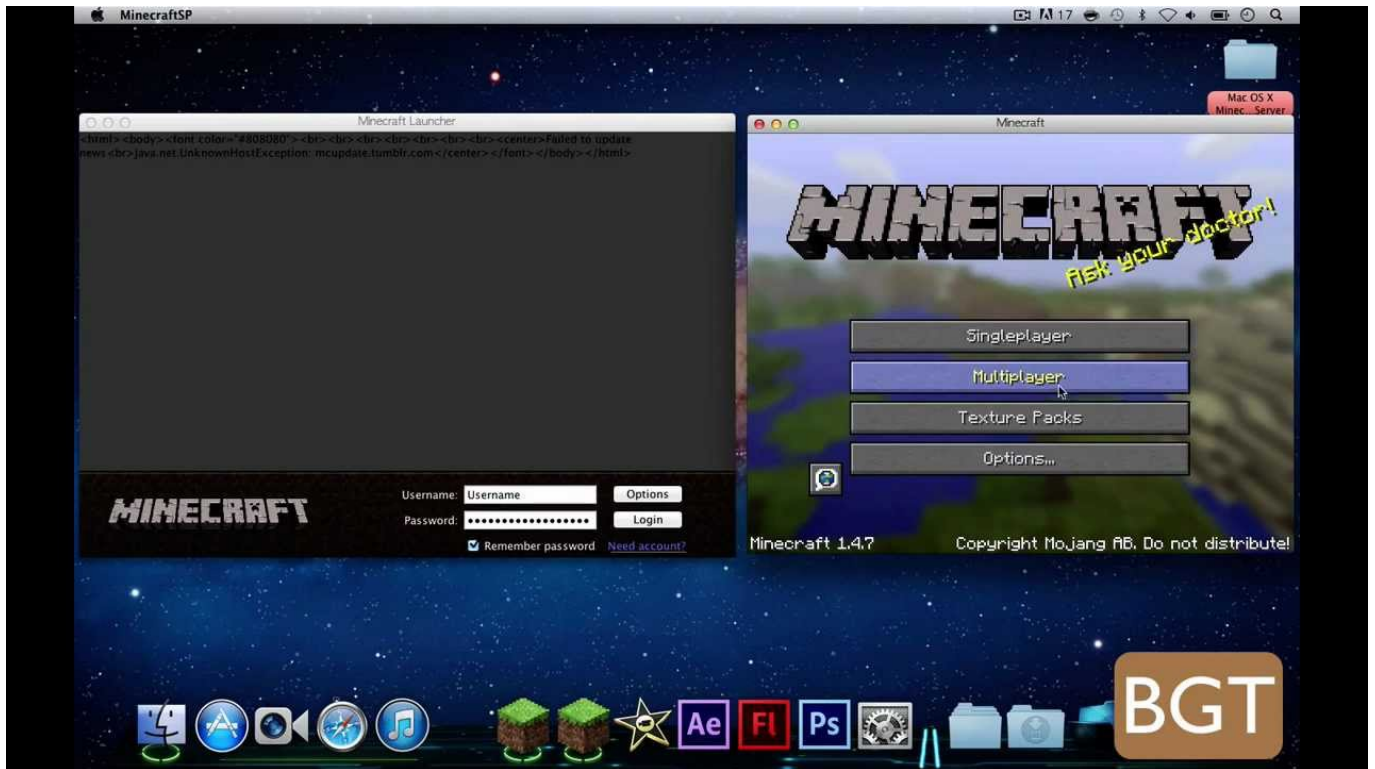 MinecraftSP
17
Mac OS X
Minec...Server
Minecraft Launcher
<html> <body> <font color="#808080"> <br> <br> <br> <br> <br> <br> <br> <center>Failed to update
news <br> java.net.UnknownHostException: mcupdate.tumblr.com</center> </font> </body> </html>
MINECRAFT
Username: Username
Options
Password:
Login
Remember password
Need account?
Minecraft
MINECRAFT
Ask your doctor!
Singleplayer
Multiplayer
Texture Packs
Options...
Minecraft 1.4.7
Copyright Mojang AB. Do not distribute!
Ae
Fl
Ps
BGT